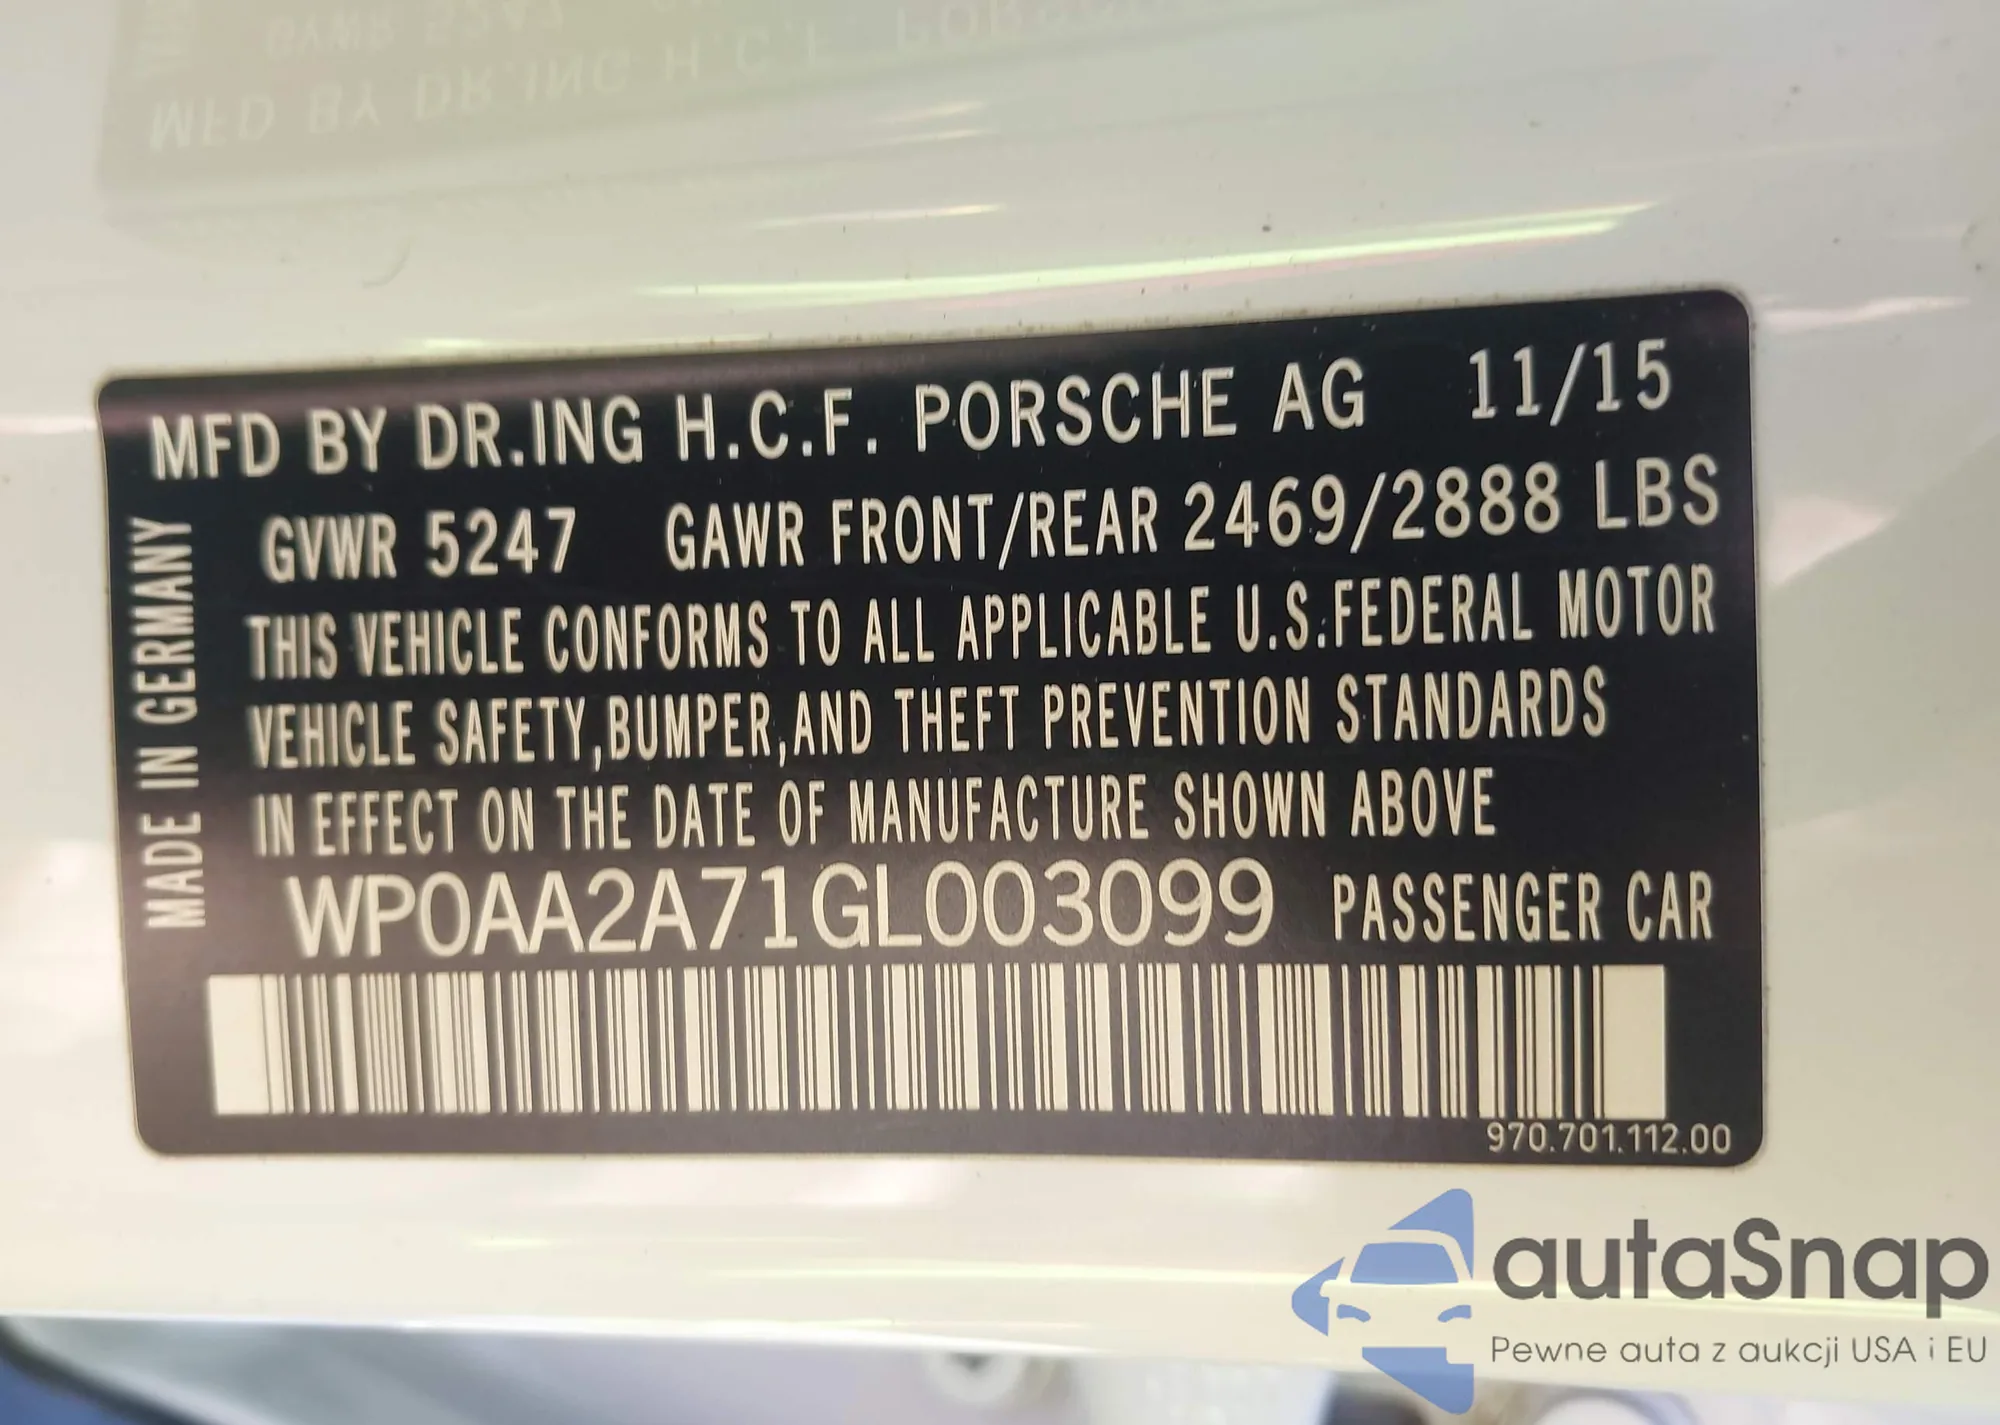 MFD BY DR.ING H.C.F. PORSCHE AG 11/15
GVWR 5247 GAWR FRONT/REAR 2469/2888 LBS
THIS VEHICLE CONFORMS TO ALL APPLICABLE U.S.FEDERAL MOTOR
VEHICLE SAFETY,BUMPER,AND THEFT PREVENTION STANDARDS
IN EFFECT ON THE DATE OF MANUFACTURE SHOWN ABOVE
WP0AA2A71GL003099 PASSENGER CAR
MADE IN GERMANY
970.701.112.00
autaSnap
Pewne auta z aukcji USA i EU